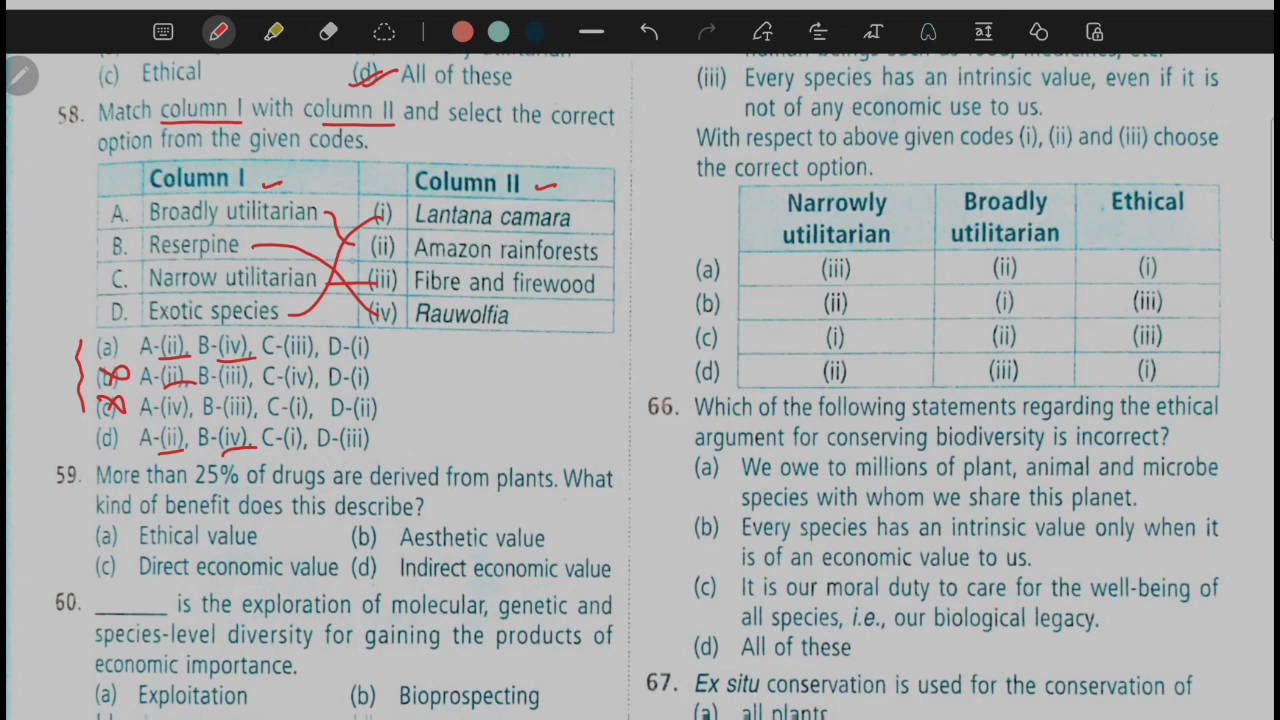 (c) Ethical (d) All of these
58. Match column I with column II and select the correct
option from the given codes.
Column I Column II
A. Broadly utilitarian (i) Lantana camara
B. Reserpine (ii) Amazon rainforests
C. Narrow utilitarian (iii) Fibre and firewood
D. Exotic species (iv) Rauwolfia
(a) A-(ii), B-(iv), C-(iii), D-(i)
(b) A-(ii), B-(iii), C-(iv), D-(i)
(c) A-(iv), B-(iii), C-(i), D-(ii)
(d) A-(ii), B-(iv), C-(i), D-(iii)
59. More than 25% of drugs are derived from plants. What
kind of benefit does this describe?
(a) Ethical value (b) Aesthetic value
(c) Direct economic value (d) Indirect economic value
60. ______ is the exploration of molecular, genetic and
species-level diversity for gaining the products of
economic importance.
(a) Exploitation (b) Bioprospecting
(iii) Every species has an intrinsic value, even if it is
not of any economic use to us.
With respect to above given codes (i), (ii) and (iii) choose
the correct option.
Narrowly Broadly Ethical
utilitarian utilitarian
(a) (iii) (ii) (i)
(b) (ii) (i) (iii)
(c) (i) (ii) (iii)
(d) (ii) (iii) (i)
66. Which of the following statements regarding the ethical
argument for conserving biodiversity is incorrect?
(a) We owe to millions of plant, animal and microbe
species with whom we share this planet.
(b) Every species has an intrinsic value only when it
is of an economic value to us.
(c) It is our moral duty to care for the well-being of
all species, i.e., our biological legacy.
(d) All of these
67. Ex situ conservation is used for the conservation of
(a) all plants